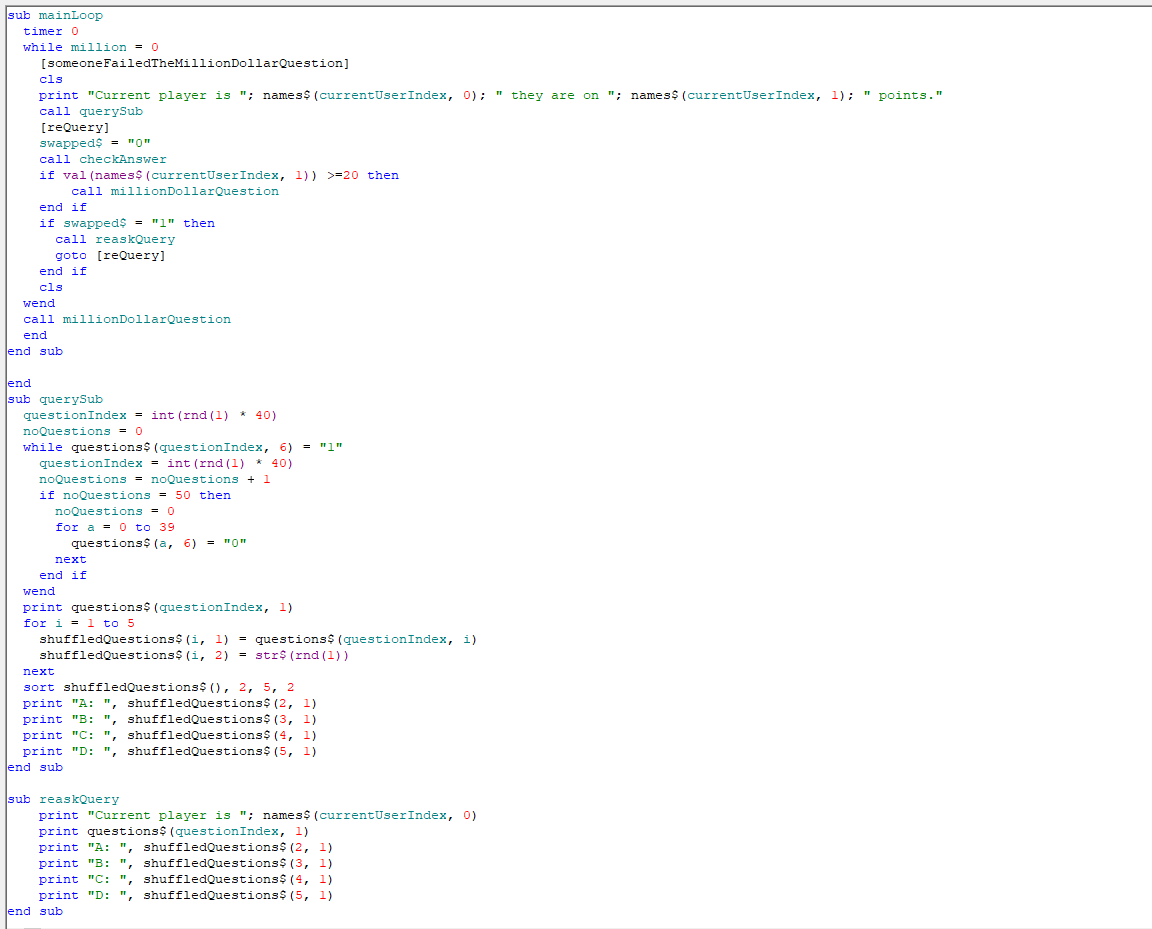 sub mainLoop
  timer 0
  while million = 0
    [someoneFailedTheMillionDollarQuestion]
    cls
    print "Current player is "; names$(currentUserIndex, 0); " they are on "; names$(currentUserIndex, 1); " points."
    call querySub
    [reQuery]
    swapped$ = "0"
    call checkAnswer
    if val(names$(currentUserIndex, 1)) >=20 then
        call millionDollarQuestion
    end if
    if swapped$ = "1" then
      call reaskQuery
      goto [reQuery]
    end if
    cls
  wend
  call millionDollarQuestion
  end
end sub

end
sub querySub
  questionIndex = int(rnd(1) * 40)
  noQuestions = 0
  while questions$(questionIndex, 6) = "1"
    questionIndex = int(rnd(1) * 40)
    noQuestions = noQuestions + 1
    if noQuestions = 50 then
      noQuestions = 0
      for a = 0 to 39
        questions$(a, 6) = "0"
      next
    end if
  wend
  print questions$(questionIndex, 1)
  for i = 1 to 5
    shuffledQuestions$(i, 1) = questions$(questionIndex, i)
    shuffledQuestions$(i, 2) = str$(rnd(1))
  next
  sort shuffledQuestions$(), 2, 5, 2
  print "A: ", shuffledQuestions$(2, 1)
  print "B: ", shuffledQuestions$(3, 1)
  print "C: ", shuffledQuestions$(4, 1)
  print "D: ", shuffledQuestions$(5, 1)
end sub

sub reaskQuery
    print "Current player is "; names$(currentUserIndex, 0)
    print questions$(questionIndex, 1)
    print "A: ", shuffledQuestions$(2, 1)
    print "B: ", shuffledQuestions$(3, 1)
    print "C: ", shuffledQuestions$(4, 1)
    print "D: ", shuffledQuestions$(5, 1)
end sub